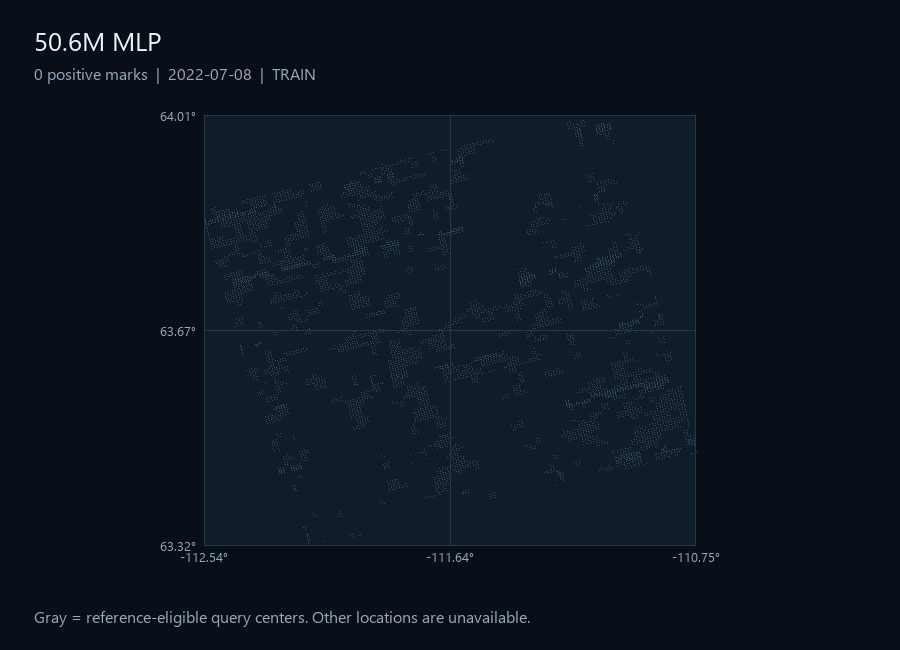 50.6M MLP
0 positive marks | 2022-07-08 | TRAIN
64.01°
63.67°
63.32°
-112.54° -111.64° -110.75°
Gray = reference-eligible query centers. Other locations are unavailable.